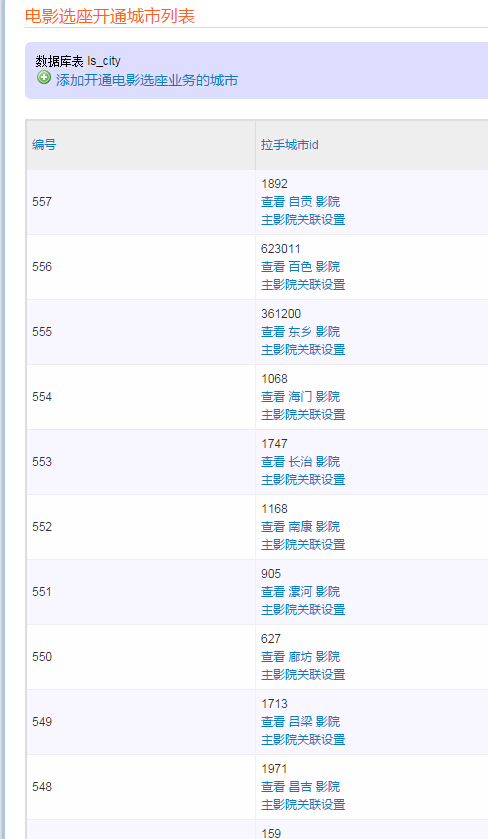 电影选座开通城市列表
数据库表 ls_city
添加开通电影选座业务的城市
编号 拉手城市id
557 1892
查看 自贡 影院
主影院关联设置
556 623011
查看 百色 影院
主影院关联设置
555 361200
查看 东乡 影院
主影院关联设置
554 1068
查看 海门 影院
主影院关联设置
553 1747
查看 长治 影院
主影院关联设置
552 1168
查看 南康 影院
主影院关联设置
551 905
查看 漯河 影院
主影院关联设置
550 627
查看 廊坊 影院
主影院关联设置
549 1713
查看 吕梁 影院
主影院关联设置
548 1971
查看 昌吉 影院
主影院关联设置
159